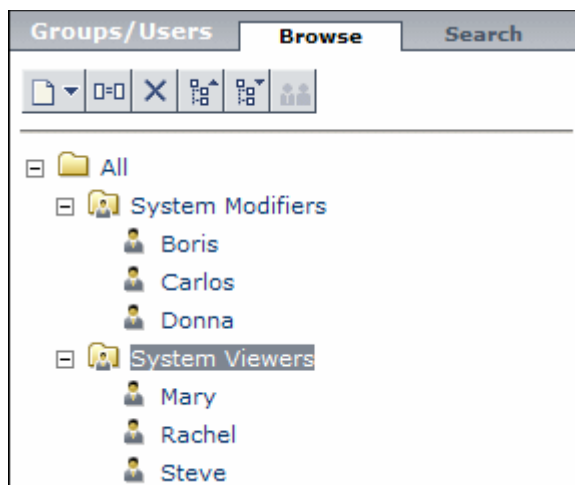 Groups/Users Browse Search
All
System Modifiers
Boris
Carlos
Donna
System Viewers
Mary
Rachel
Steve